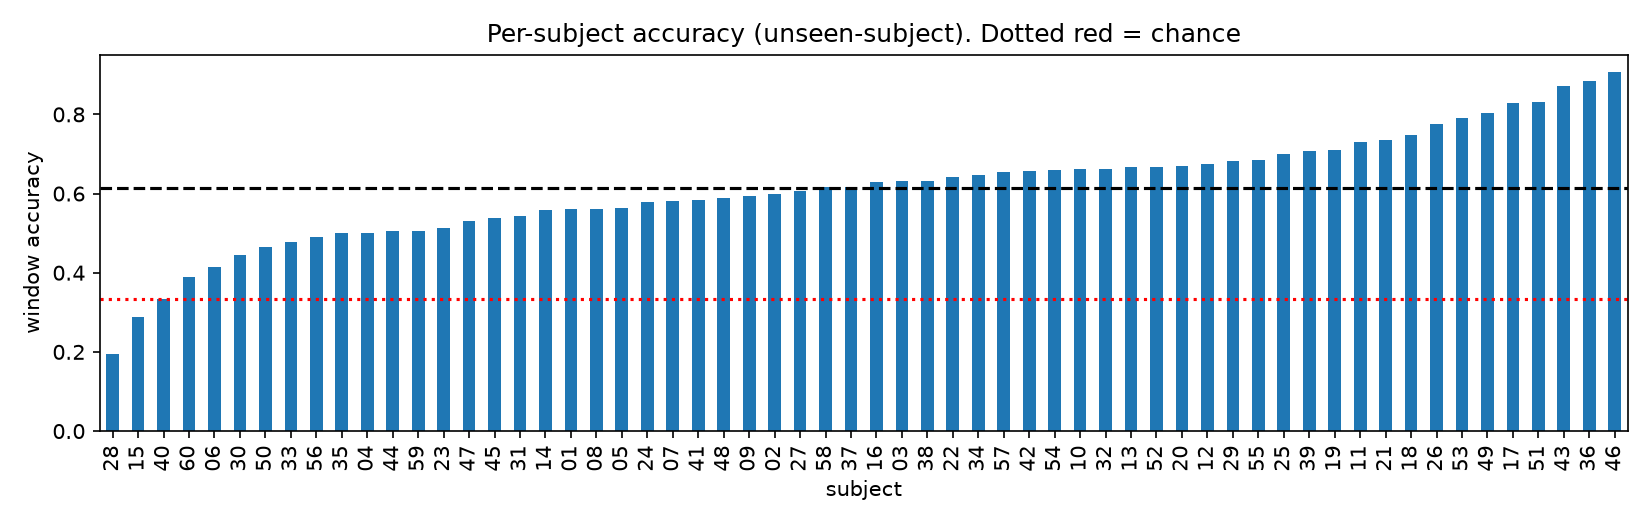 Per-subject accuracy (unseen-subject). Dotted red = chance
window accuracy
0.8
0.6
0.4
0.2
0.0
28 15 40 60 06 30 50 33 56 35 04 44 59 23 47 45 31 14 01 08 05 24 07 41 48 09 02 27 58 37 16 03 38 22 34 57 42 54 10 32 13 52 20 12 29 55 25 39 19 11 21 18 26 53 49 17 51 43 36 46
subject